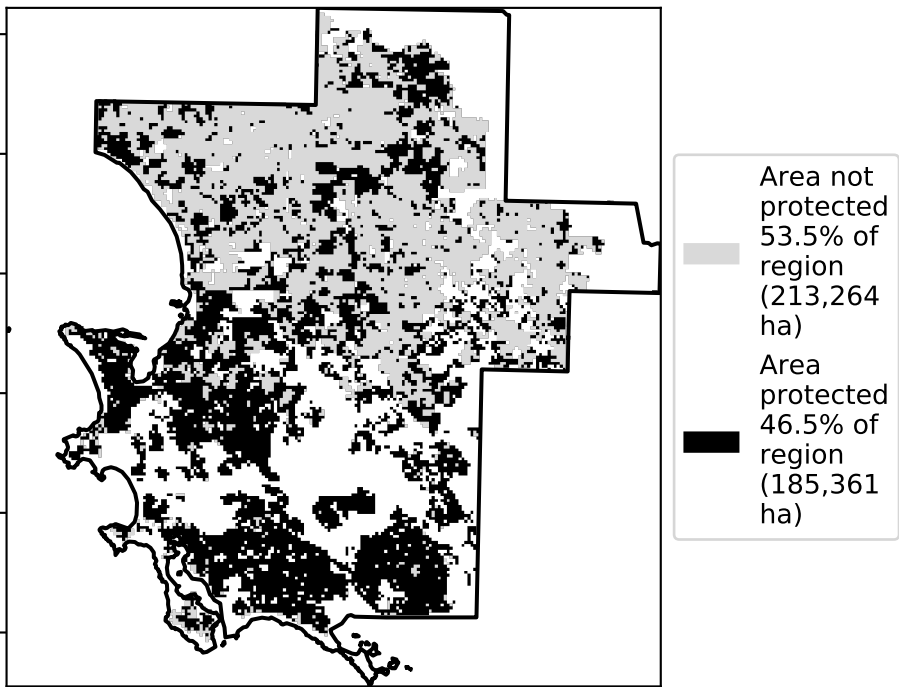 Area not
protected
53.5% of
region
(213,264
ha)
Area
protected
46.5% of
region
(185,361
ha)